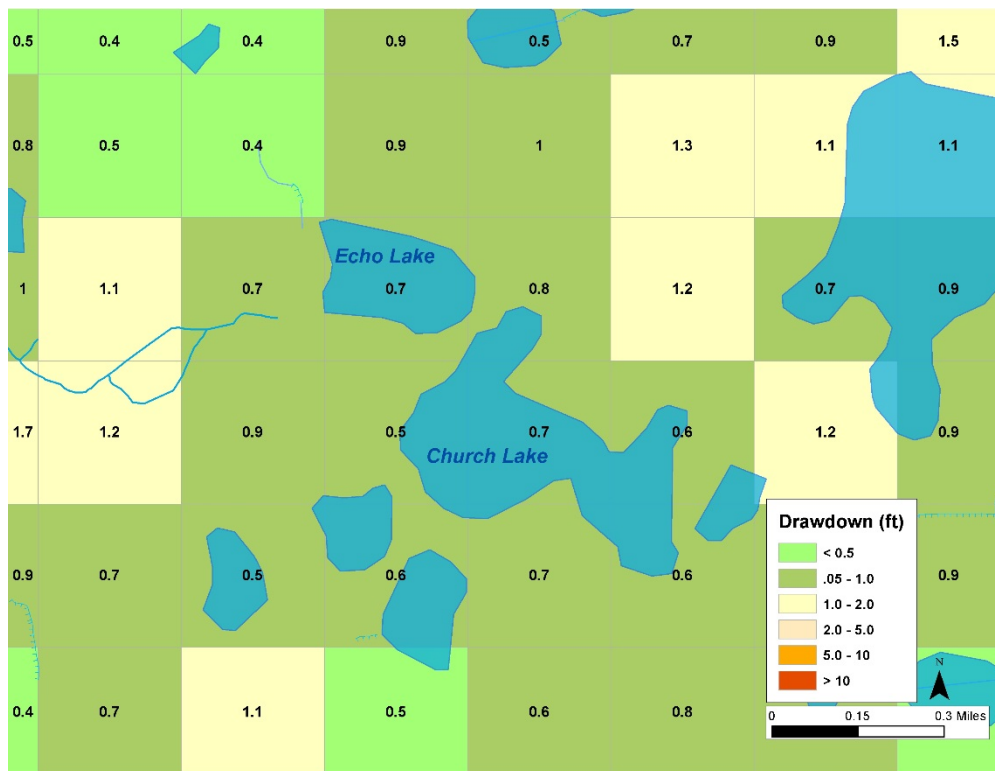 0.5 0.4 0.4 0.9 0.5 0.7 0.9 1.5
0.8 0.5 0.4 0.9 1 1.3 1.1 1.1
Echo Lake
1 1.1 0.7 0.7 0.8 1.2 0.7 0.9
1.7 1.2 0.9 0.5 0.7 0.6 1.2 0.9
Church Lake
0.9 0.7 0.5 0.6 0.7 0.6 0.9
0.4 0.7 1.1 0.5 0.6 0.8
Drawdown (ft)
< 0.5
.05 - 1.0
1.0 - 2.0
2.0 - 5.0
5.0 - 10
> 10
N
0 0.15 0.3 Miles